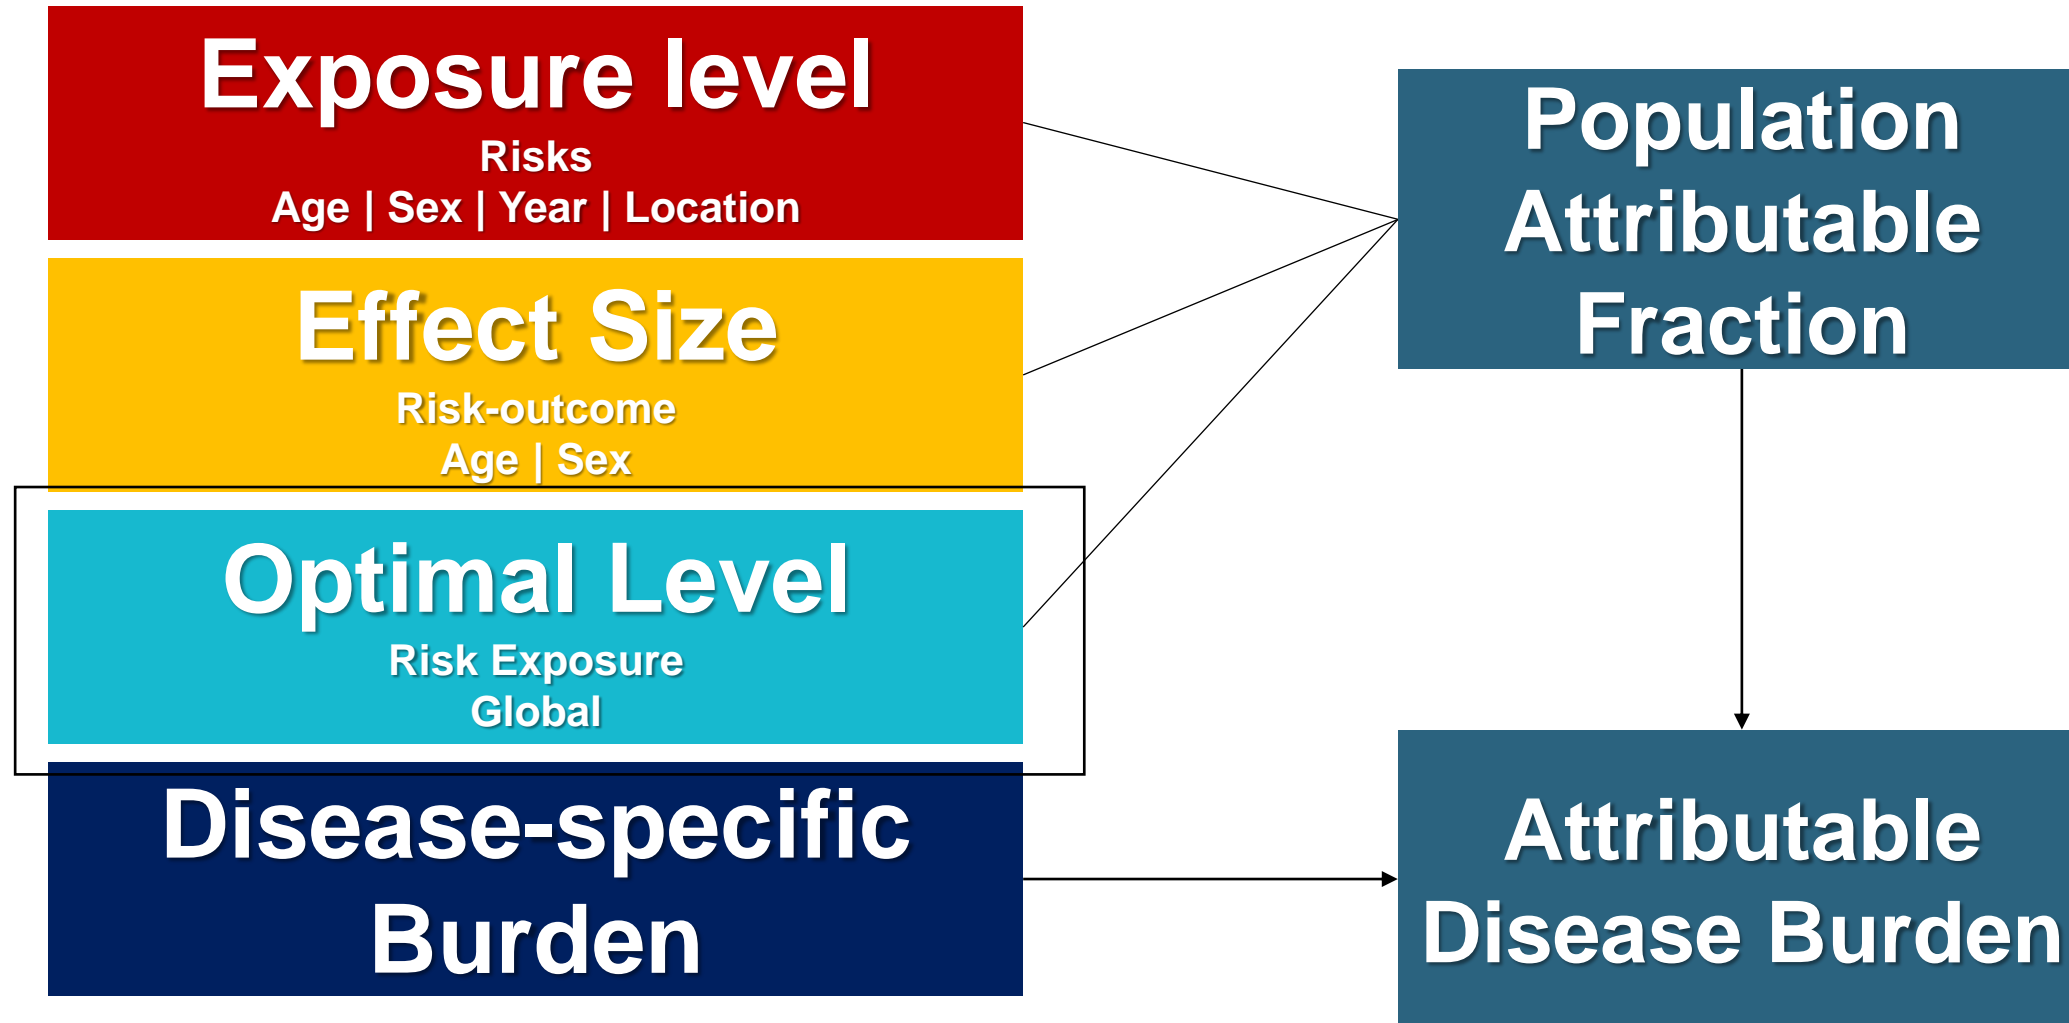 Exposure level
Risks
Age | Sex | Year | Location
Effect Size
Risk-outcome
Age | Sex
Optimal Level
Risk Exposure
Global
Disease-specific
Burden
Population
Attributable
Fraction
Attributable
Disease Burden